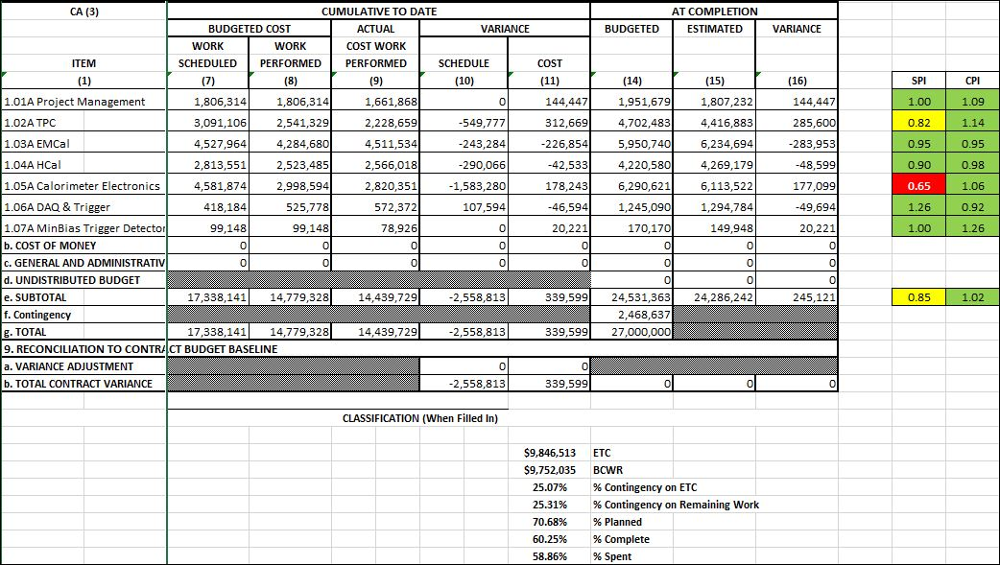 CA (3) CUMULATIVE TO DATE AT COMPLETION
BUDGETED COST ACTUAL VARIANCE BUDGETED ESTIMATED VARIANCE
WORK WORK COST WORK
ITEM SCHEDULED PERFORMED PERFORMED SCHEDULE COST
(1) (7) (8) (9) (10) (11) (14) (15) (16) SPI CPI
1.01A Project Management 1,806,314 1,806,314 1,661,868 0 144,447 1,951,679 1,807,232 144,447 1.00 1.09
1.02A TPC 3,091,106 2,541,329 2,228,659 -549,777 312,669 4,702,483 4,416,883 285,600 0.82 1.14
1.03A EMCal 4,527,964 4,284,680 4,511,534 -243,284 -226,854 5,950,740 6,234,694 -283,953 0.95 0.95
1.04A HCal 2,813,551 2,523,485 2,566,018 -290,066 -42,533 4,220,580 4,269,179 -48,599 0.90 0.98
1.05A Calorimeter Electronics 4,581,874 2,998,594 2,820,351 -1,583,280 178,243 6,290,621 6,113,522 177,099 0.65 1.06
1.06A DAQ & Trigger 418,184 525,778 572,372 107,594 -46,594 1,245,090 1,294,784 -49,694 1.26 0.92
1.07A MinBias Trigger Detector 99,148 99,148 78,926 0 20,221 170,170 149,948 20,221 1.00 1.26
b. COST OF MONEY 0 0 0 0 0 0 0 0
c. GENERAL AND ADMINISTRATIV 0 0 0 0 0 0 0 0
d. UNDISTRIBUTED BUDGET 0 0 0
e. SUBTOTAL 17,338,141 14,779,328 14,439,729 -2,558,813 339,599 24,531,363 24,286,242 245,121 0.85 1.02
f. Contingency 2,468,637
g. TOTAL 17,338,141 14,779,328 14,439,729 -2,558,813 339,599 27,000,000
9. RECONCILIATION TO CONTRACT BUDGET BASELINE
a. VARIANCE ADJUSTMENT 0 0
b. TOTAL CONTRACT VARIANCE -2,558,813 339,599 0 0 0
CLASSIFICATION (When Filled In)
$9,846,513 ETC
$9,752,035 BCWR
25.07% % Contingency on ETC
25.31% % Contingency on Remaining Work
70.68% % Planned
60.25% % Complete
58.86% % Spent